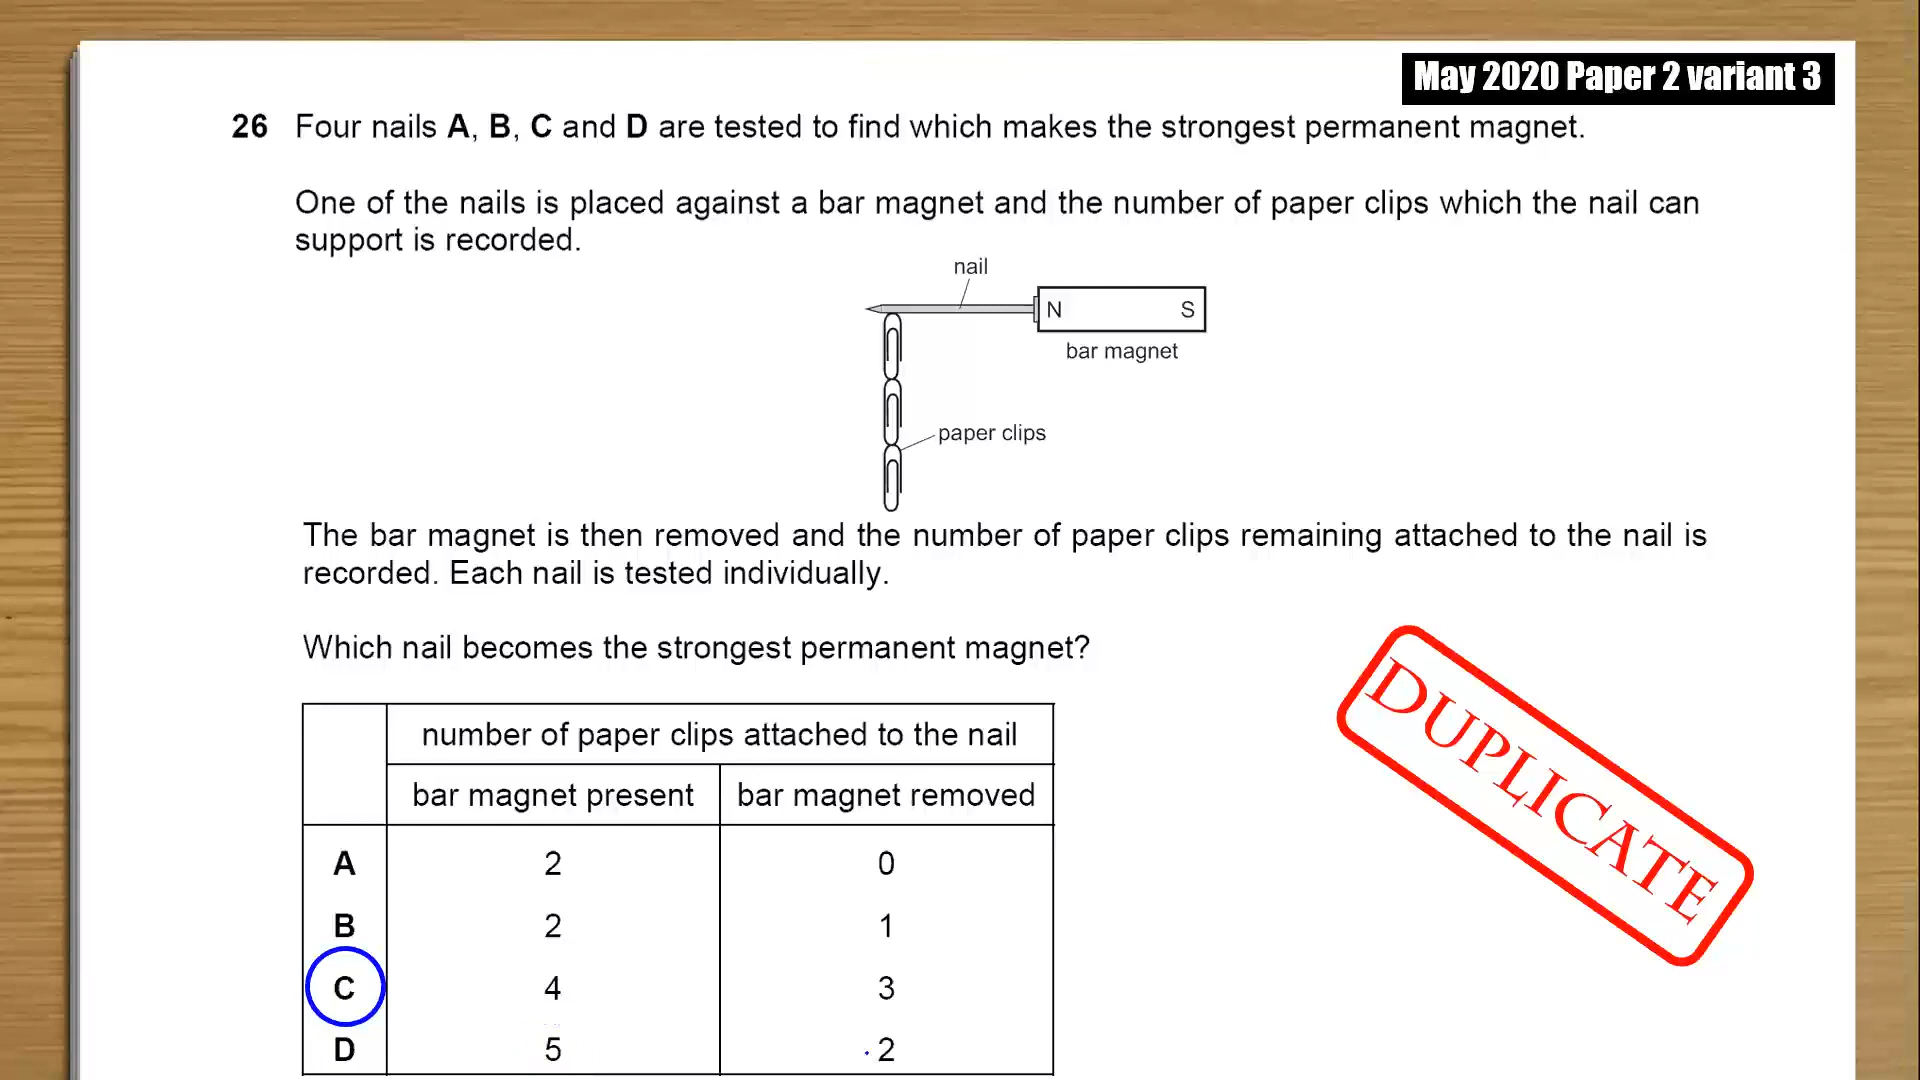 May 2020 Paper 2 variant 3
26 Four nails A, B, C and D are tested to find which makes the strongest permanent magnet.
One of the nails is placed against a bar magnet and the number of paper clips which the nail can
support is recorded.
nail
N S
bar magnet
paper clips
The bar magnet is then removed and the number of paper clips remaining attached to the nail is
recorded. Each nail is tested individually.
Which nail becomes the strongest permanent magnet?
number of paper clips attached to the nail
bar magnet present bar magnet removed
A 2 0
B 2 1
C 4 3
D 5 2
DUPLICATE